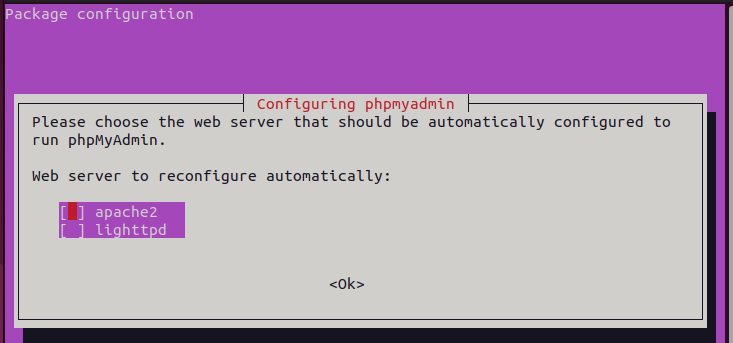 Package configuration
Configuring phpmyadmin
Please choose the web server that should be automatically configured to
run phpMyAdmin.
Web server to reconfigure automatically:
[ ] apache2
[ ] lighttpd
<Ok>